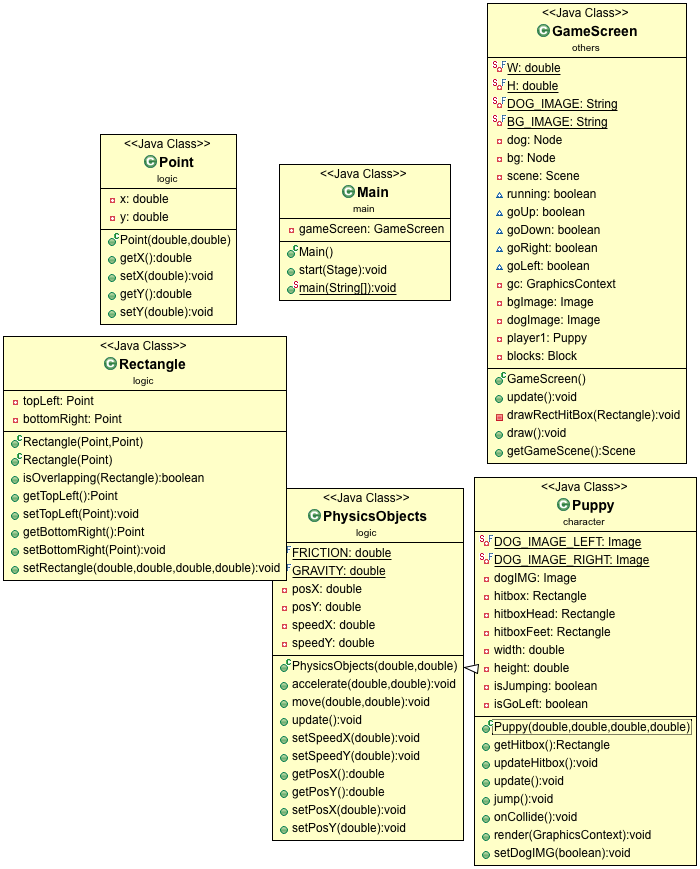 <<Java Class>>
GameScreen
others
W: double
H: double
DOG_IMAGE: String
BG_IMAGE: String
dog: Node
bg: Node
scene: Scene
running: boolean
goUp: boolean
goDown: boolean
goRight: boolean
goLeft: boolean
gc: GraphicsContext
bgImage: Image
dogImage: Image
player1: Puppy
blocks: Block
GameScreen()
update():void
drawRectHitBox(Rectangle):void
draw():void
getGameScene():Scene
<<Java Class>>
Point
logic
x: double
y: double
Point(double,double)
getX():double
setX(double):void
getY():double
setY(double):void
<<Java Class>>
Main
main
gameScreen: GameScreen
Main()
start(Stage):void
main(String[]):void
<<Java Class>>
Rectangle
logic
topLeft: Point
bottomRight: Point
Rectangle(Point,Point)
Rectangle(Point)
isOverlapping(Rectangle):boolean
getTopLeft():Point
setTopLeft(Point):void
getBottomRight():Point
setBottomRight(Point):void
setRectangle(double,double,double,double):void
<<Java Class>>
PhysicsObjects
logic
FRICTION: double
GRAVITY: double
posX: double
posY: double
speedX: double
speedY: double
PhysicsObjects(double,double)
accelerate(double,double):void
move(double,double):void
update():void
setSpeedX(double):void
setSpeedY(double):void
getPosX():double
getPosY():double
setPosX(double):void
setPosY(double):void
<<Java Class>>
Puppy
character
DOG_IMAGE_LEFT: Image
DOG_IMAGE_RIGHT: Image
dogIMG: Image
hitbox: Rectangle
hitboxHead: Rectangle
hitboxFeet: Rectangle
width: double
height: double
isJumping: boolean
isGoLeft: boolean
Puppy(double,double,double,double)
getHitbox():Rectangle
updateHitbox():void
update():void
jump():void
onCollide():void
render(GraphicsContext):void
setDogIMG(boolean):void